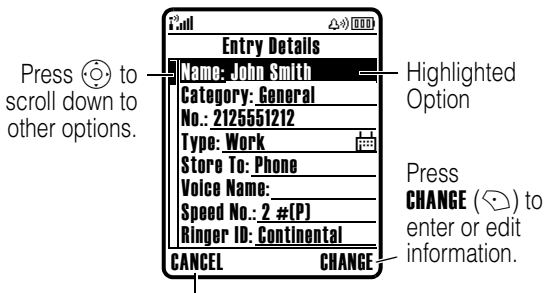 Entry Details
Press to
scroll down to
other options.
Name: John Smith
Category: General
No.: 2125551212
Type: Work
Store To: Phone
Voice Name:
Speed No.: 2 #(P)
Ringer ID: Continental
CANCEL CHANGE
Highlighted
Option
Press
CHANGE ( ) to
enter or edit
information.